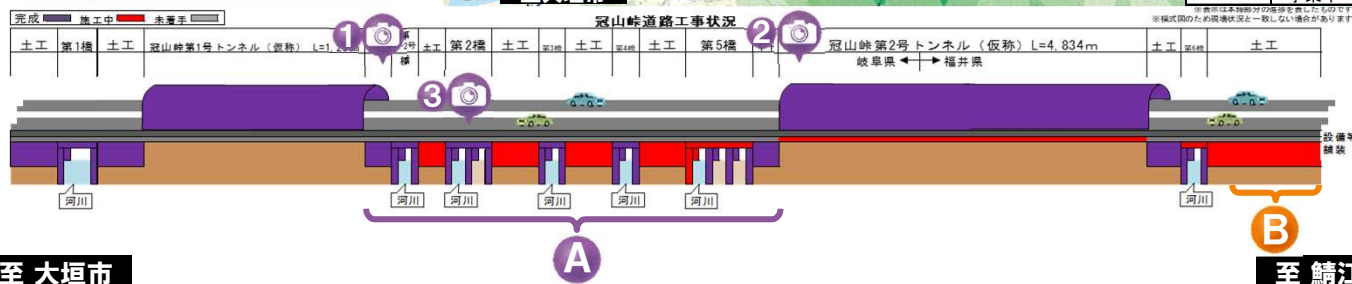 完成 施工中 未着手
冠山峠道路工事状況
※表示は本線部分の進捗を表したものです
※模式図のため現場状況と一致しない場合があります
1 2 3
土工 第1橋 土工 冠山峠第1号トンネル（仮称） 土工 第2橋 土工 第3橋 土工 第4橋 土工 第5橋 冠山峠第2号トンネル（仮称）L=4,834m 土工 第6橋 土工
岐阜県 福井県
設備等
舗装
河川 河川 河川 河川 河川 河川 河川
A
B
至 大垣市